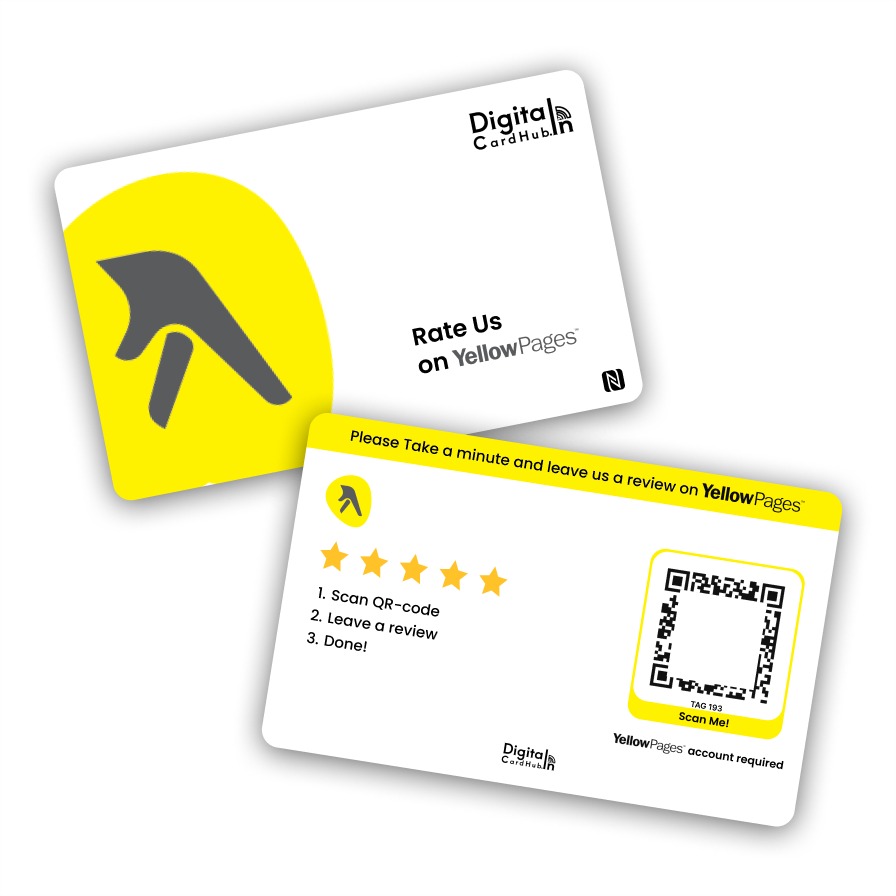 Digital In
CardHub.
Rate Us
on YellowPages™
Please Take a minute and leave us a review on YellowPages™
1. Scan QR-code
2. Leave a review
3. Done!
TAG 193
Scan Me!
YellowPages™ account required
Digital In
CardHub.